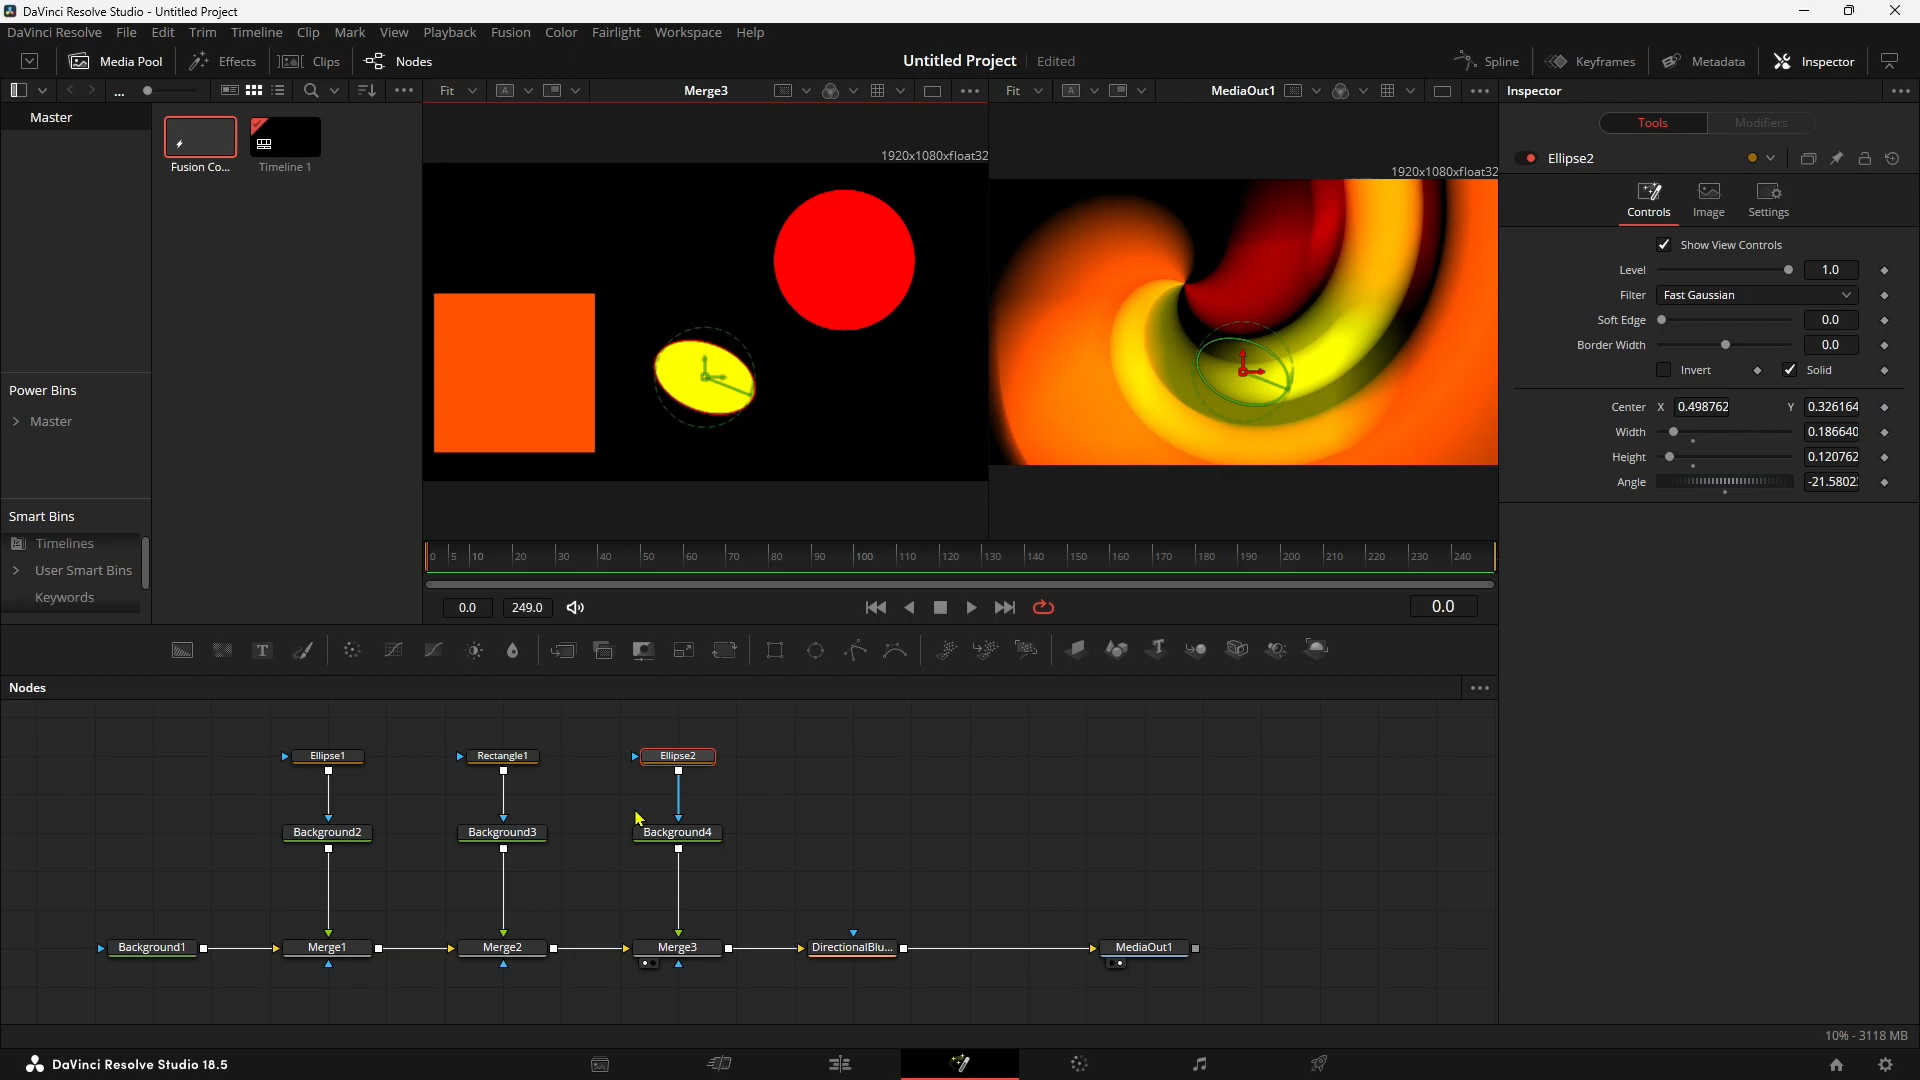 DaVinci Resolve Studio - Untitled Project
DaVinci Resolve File Edit Trim Timeline Clip Mark View Playback Fusion Color Fairlight Workspace Help
Media Pool Effects Clips Nodes Untitled Project Edited Spline Keyframes Metadata Inspector
... Fit A Merge3 Fit A MediaOut1 Inspector
Master
Fusion Co... Timeline 1
1920x1080xfloat32
1920x1080xfloat32
Tools Modifiers
Ellipse2
Controls Image Settings
Show View Controls
Level 1.0
Filter Fast Gaussian
Soft Edge 0.0
Border Width 0.0
Invert Solid
Center X 0.498762 Y 0.326164
Width 0.186640
Height 0.120762
Angle -21.5802
Power Bins
Master
Smart Bins
Timelines
User Smart Bins
Keywords
0 5 10 20 30 40 50 60 70 80 90 100 110 120 130 140 150 160 170 180 190 200 210 220 230 240
0.0 249.0 0.0
T T
Nodes
Ellipse1 Rectangle1 Ellipse2
Background2 Background3 Background4
Background1 Merge1 Merge2 Merge3 DirectionalBlu... MediaOut1
10% - 3118 MB
DaVinci Resolve Studio 18.5